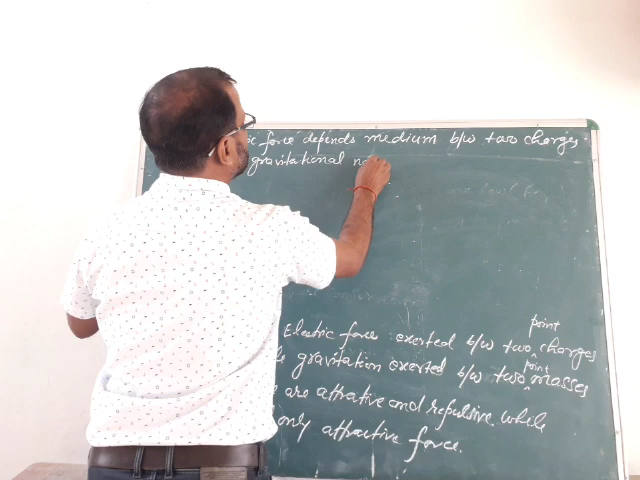 force depends medium b/w two charges
gravitational
point
Electric force exerted b/w two charges
gravitation exerted b/w two point masses
are attrative and repulsive while
only attractive force.